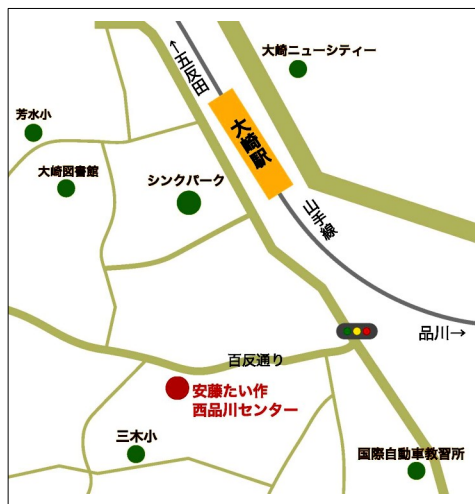 大崎ニューシティー
←五反田
芳水小
大崎駅
大崎図書館
シンクパーク
山手線
品川→
百反通り
安藤たい作
西品川センター
三木小
国際自動車教習所